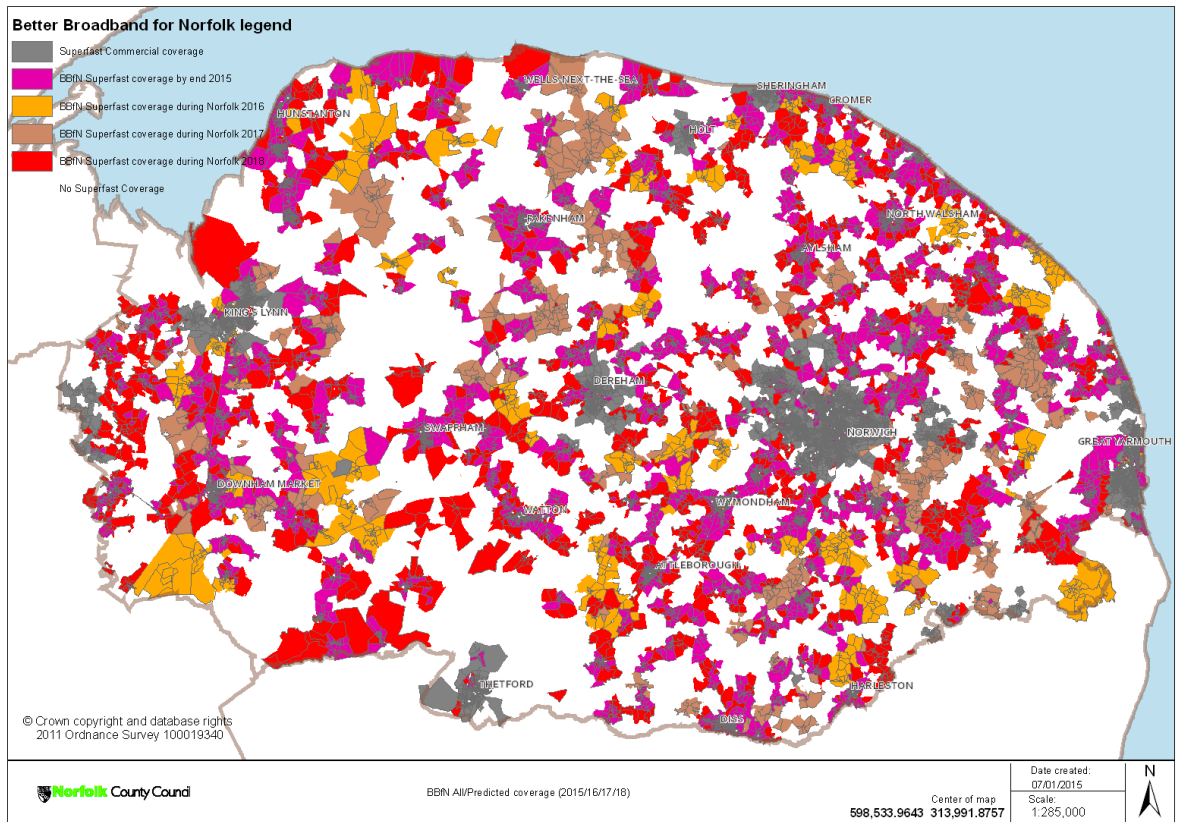 Better Broadband for Norfolk legend
Superfast Commercial coverage
BBfN Superfast coverage by end 2015
BBfN Superfast coverage during Norfolk 2016
BBfN Superfast coverage during Norfolk 2017
BBfN Superfast coverage during Norfolk 2018
No Superfast Coverage
WELLS-NEXT-THE-SEA
SHERINGHAM
CROMER
HUNSTANTON
HOLT
FAKENHAM
NORTH WALSHAM
AYLSHAM
KING'S LYNN
DEREHAM
SWAFFHAM
NORWICH
GREAT YARMOUTH
DOWNHAM MARKET
WATTON
WYMONDHAM
ATTLEBOROUGH
THETFORD
HARLESTON
DISS
© Crown copyright and database rights
2011 Ordnance Survey 100019340
Norfolk County Council
BBfN All/Predicted coverage (2015/16/17/18)
Center of map
598,533.9643 313,991.8757
Date created:
07/01/2015
Scale:
1:285,000
N